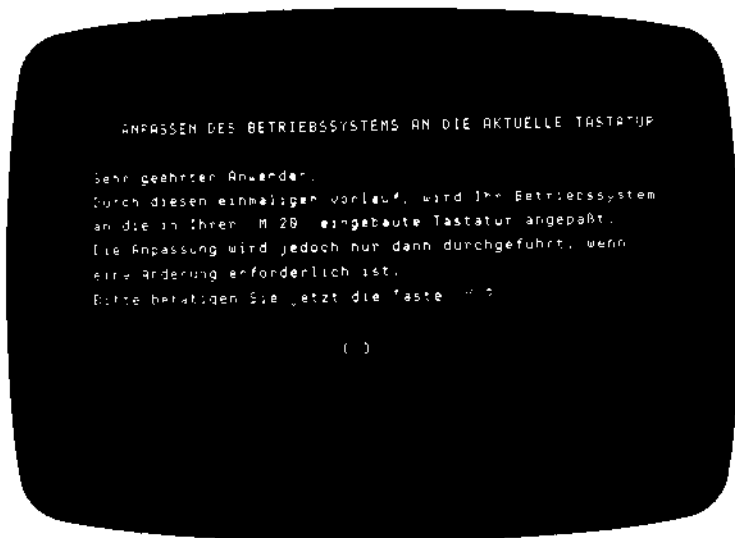 ANPASSEN DES BETRIEBSSYSTEMS AN DIE AKTUELLE TASTATUR
Sehr geehrter Anwender,
Durch diesen einmaligen Vorlauf, wird Ihr Betriebssystem
an die in Ihren M 20 eingebaute Tastatur angepaßt.
Die Anpassung wird jedoch nur dann durchgeführt, wenn
eine Änderung erforderlich ist.
Bitte betätigen Sie jetzt die Taste
( )